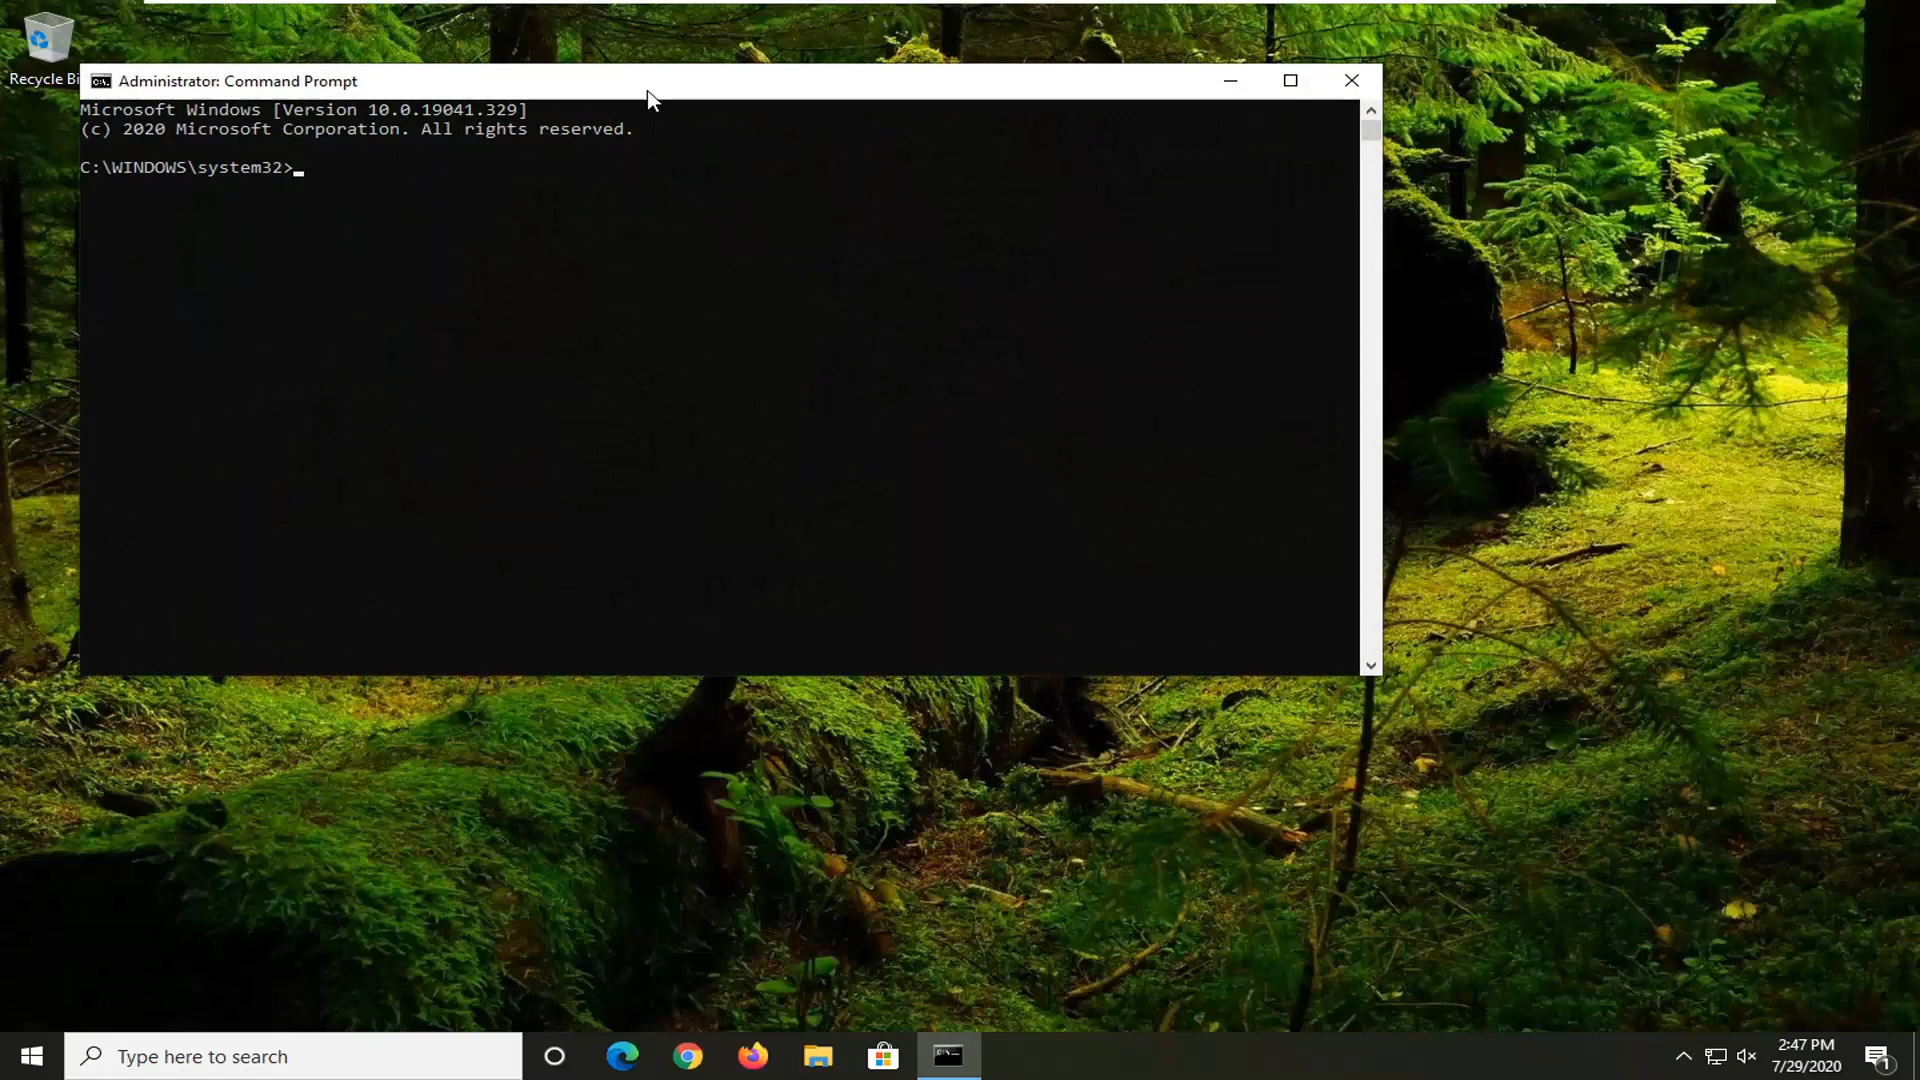 Recycle Bi
Administrator: Command Prompt
Microsoft Windows [Version 10.0.19041.329]
(c) 2020 Microsoft Corporation. All rights reserved.
C:\WINDOWS\system32>
Type here to search
2:47 PM
7/29/2020
1